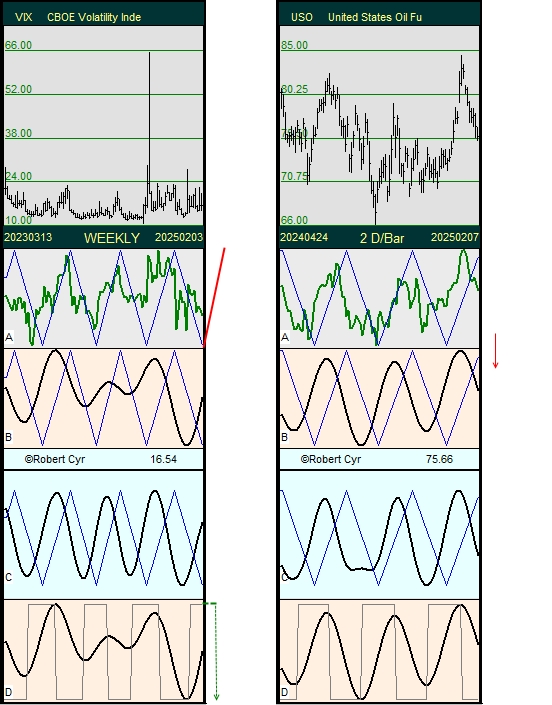 VIX CBOE Volatility Inde
66.00
52.00
38.00
24.00
10.00
20230313 WEEKLY 20250203
A
B
©Robert Cyr 16.54
C
D
USO United States Oil Fu
85.00
80.25
70.75
66.00
20240424 2 D/Bar 20250207
A
B
©Robert Cyr 75.66
C
D